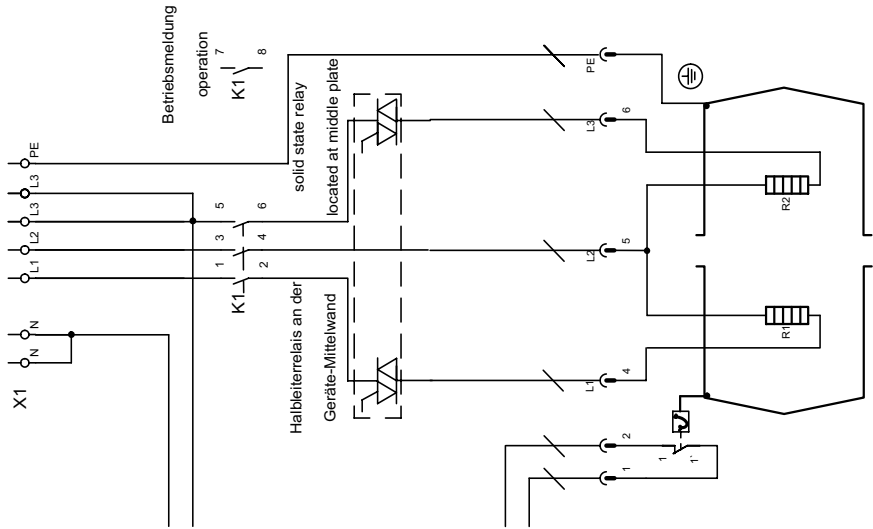 X1
N
N
L1
L2
L3
L3
PE
K1
1
2
3
4
5
6
Betriebsmeldung
operation
K1
7
8
Halbleiterrelais an der
Geräte-Mittelwand
solid state relay
located at middle plate
1
2
L1
4
L2
5
L3
6
PE
1
1`
R1
R2